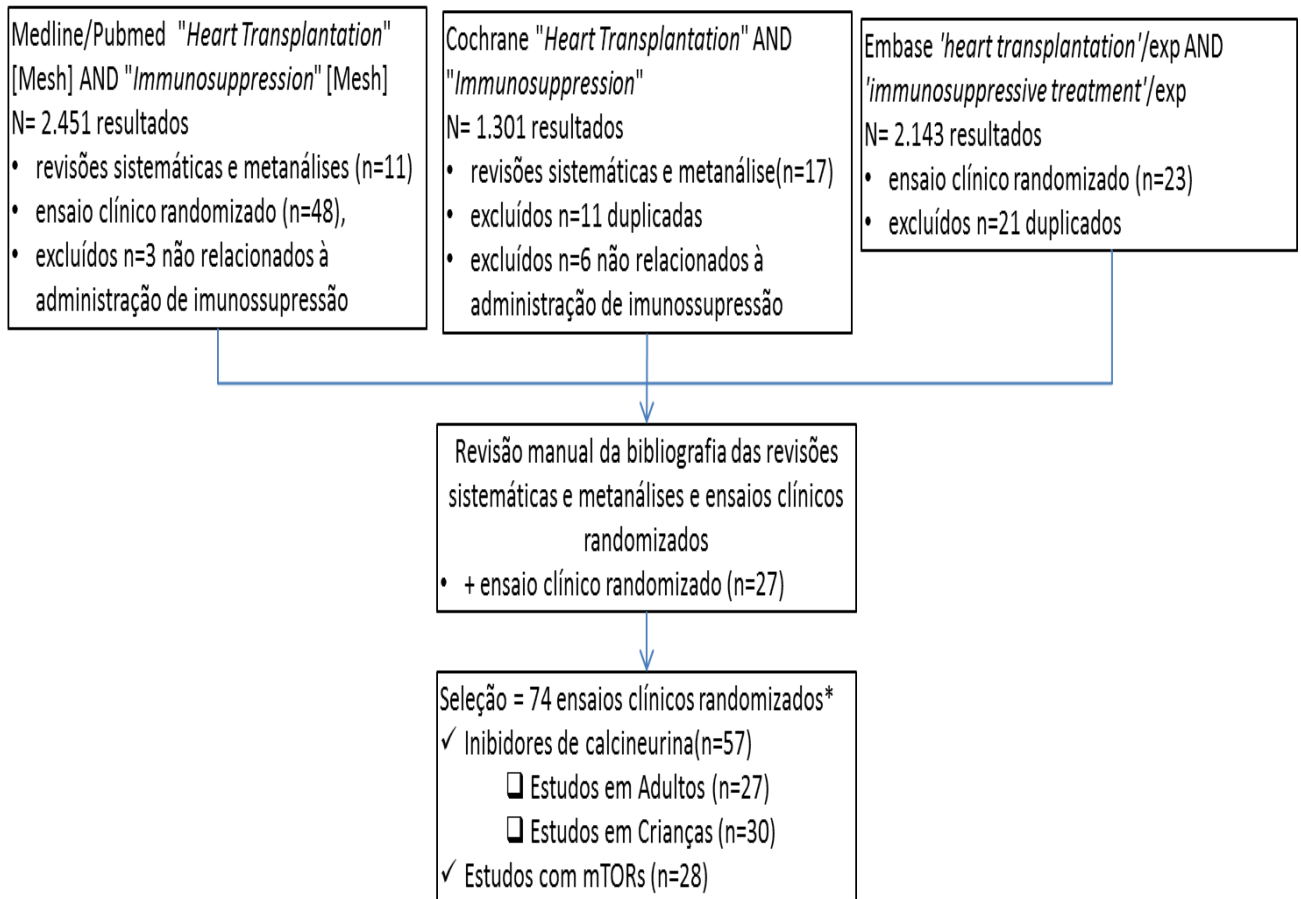 Medline/Pubmed "Heart Transplantation"
[Mesh] AND "Immunosuppression" [Mesh]
N= 2.451 resultados
• revisões sistemáticas e metanálises (n=11)
• ensaio clínico randomizado (n=48),
• excluídos n=3 não relacionados à
administração de imunossupressão
Cochrane "Heart Transplantation" AND
"Immunosuppression"
N= 1.301 resultados
• revisões sistemáticas e metanálise(n=17)
• excluídos n=11 duplicadas
• excluídos n=6 não relacionados à
administração de imunossupressão
Embase 'heart transplantation'/exp AND
'immunosuppressive treatment'/exp
N= 2.143 resultados
• ensaio clínico randomizado (n=23)
• excluídos n=21 duplicados
Revisão manual da bibliografia das revisões
sistemáticas e metanálises e ensaios clínicos
randomizados
• + ensaio clínico randomizado (n=27)
Seleção = 74 ensaios clínicos randomizados*
✓ Inibidores de calcineurina(n=57)
❑ Estudos em Adultos (n=27)
❑ Estudos em Crianças (n=30)
✓ Estudos com mTORs (n=28)